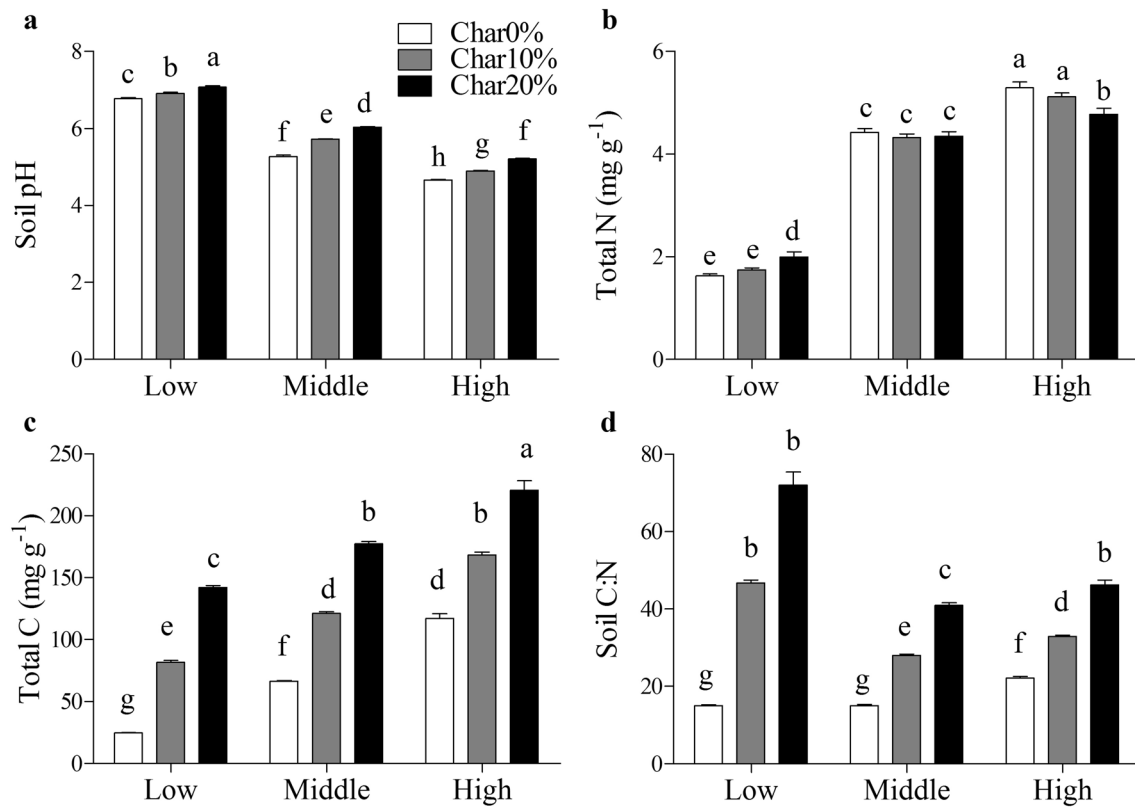 a
Char0%
Char10%
Char20%
Soil pH
8
6
4
2
0
c b a
f e d
h g f
Low Middle High
b
Total N (mg g⁻¹)
6
4
2
0
e e d
c c c
a a b
Low Middle High
c
Total C (mg g⁻¹)
250
200
150
100
50
0
g e c
f d b
d b a
Low Middle High
d
Soil C:N
80
60
40
20
0
g b b
g e c
f d b
Low Middle High